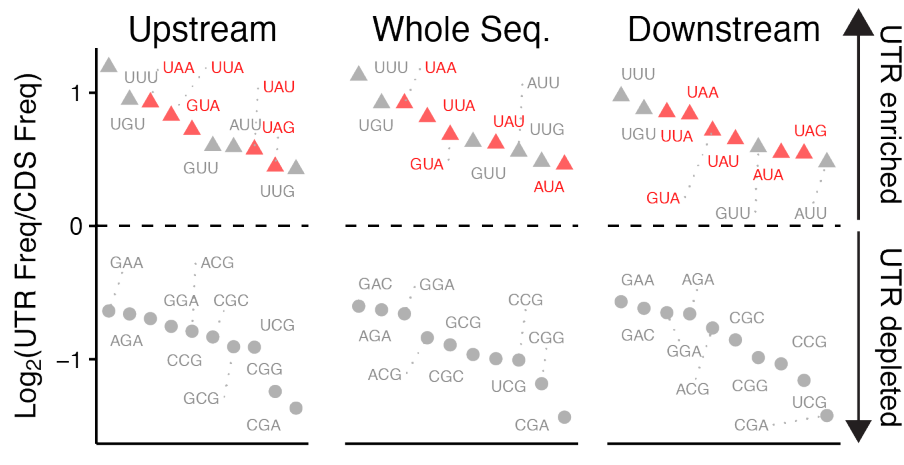 Upstream
Whole Seq.
Downstream
Log2(UTR Freq/CDS Freq)
1
0
−1
UUU
UAA
UUA
UAU
UGU
GUA
AUU
UAG
GUU
UUG
GAA
ACG
AGA
GGA
CGC
UCG
CCG
CGG
GCG
CGA
UUU
UAA
AUU
UGU
UUA
UAU
UUG
GUA
GUU
AUA
GAC
GGA
CCG
AGA
GCG
CGG
ACG
CGC
UCG
CGA
UUU
UAA
UGU
UUA
UAG
UAU
AUA
GUA
GUU
AUU
GAA
AGA
GAC
CGC
GGA
CCG
ACG
CGG
UCG
CGA
UTR enriched
UTR depleted